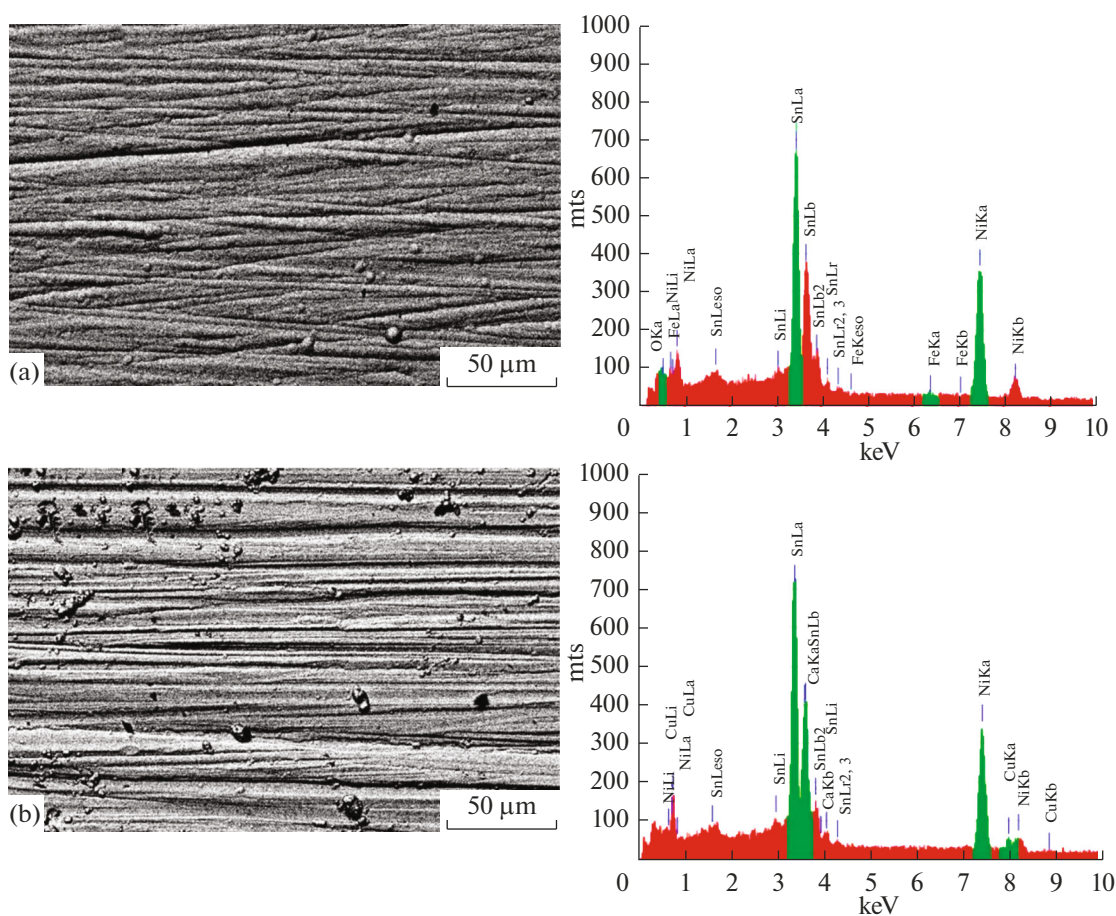 (a)
50 μm
1000
900
800
700
600
500
400
300
200
100
mts
OKa
FeLa
NiLi
NiLa
SnLeso
SnLi
SnLa
SnLb
SnLb2
SnLr
SnLr2, 3
FeKeso
FeKa
FeKb
NiKa
NiKb
0 1 2 3 4 5 6 7 8 9 10
keV
(b)
50 μm
1000
900
800
700
600
500
400
300
200
100
mts
NiLi
CuLi
NiLa
CuLa
SnLeso
SnLi
SnLa
CaKaSnLb
SnLb2
CaKb
SnLi
SnLr2, 3
NiKa
CuKa
NiKb
CuKb
0 1 2 3 4 5 6 7 8 9 10
keV